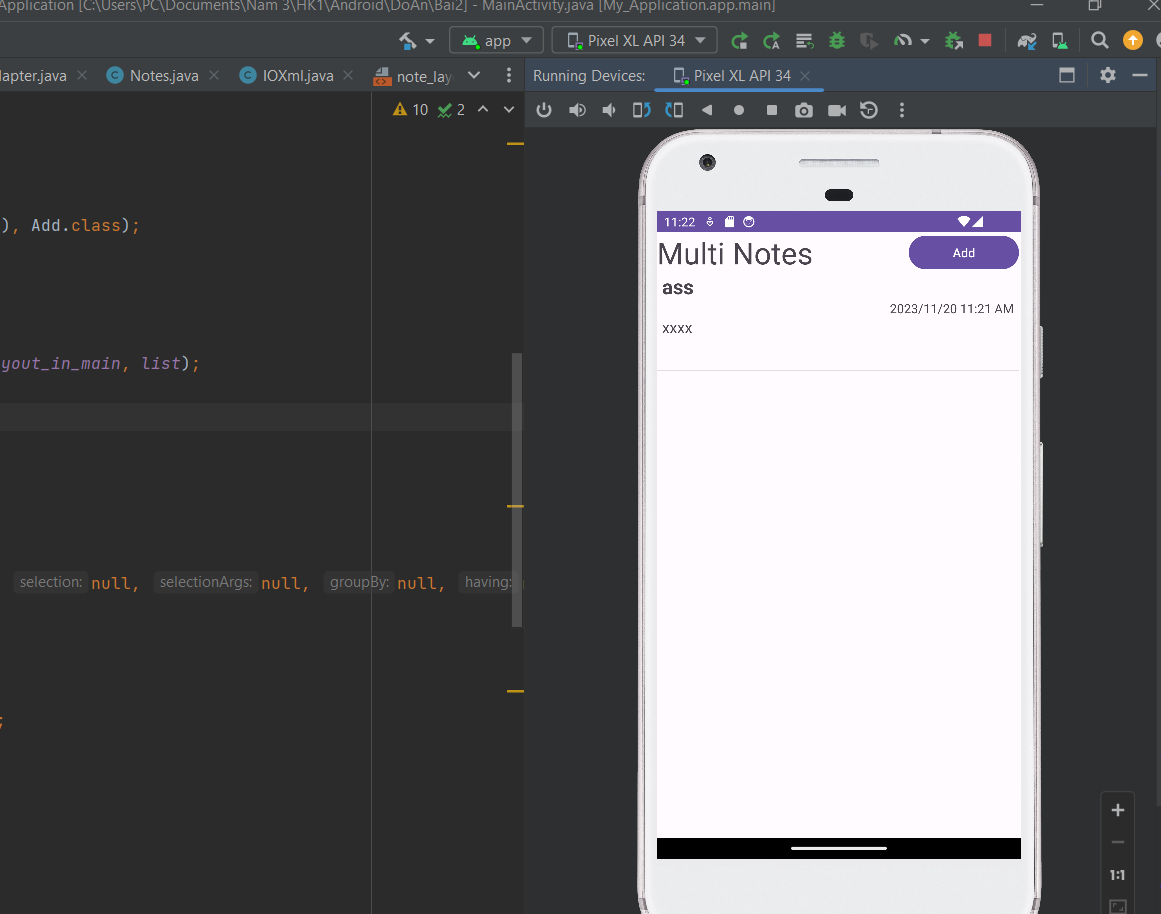 Application [C:\Users\PC\Documents\Nam 3\HK1\Android\DoAn\Bai2] - MainActivity.java [My_Application.app.main]
app Pixel XL API 34
lapter.java Notes.java IOXml.java note_lay
Running Devices: Pixel XL API 34
10 2
), Add.class);
yout_in_main, list);
selection: null, selectionArgs: null, groupBy: null, having:
;
11:22
Multi Notes Add
ass
2023/11/20 11:21 AM
xxxx
1:1